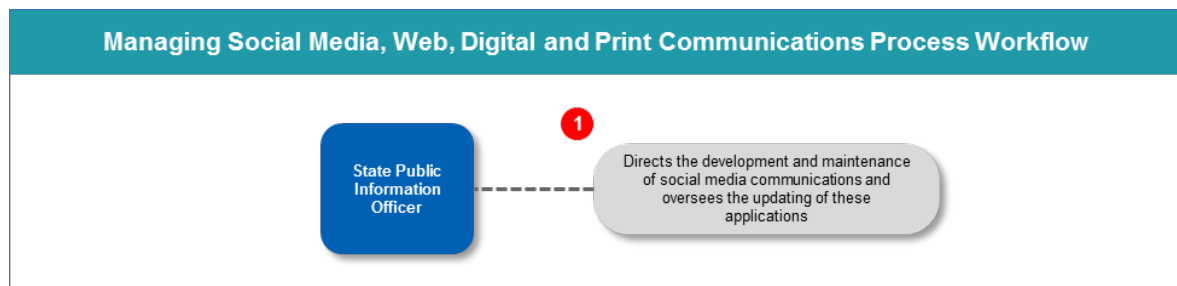 Managing Social Media, Web, Digital and Print Communications Process Workflow
1
State Public
Information
Officer
Directs the development and maintenance
of social media communications and
oversees the updating of these
applications